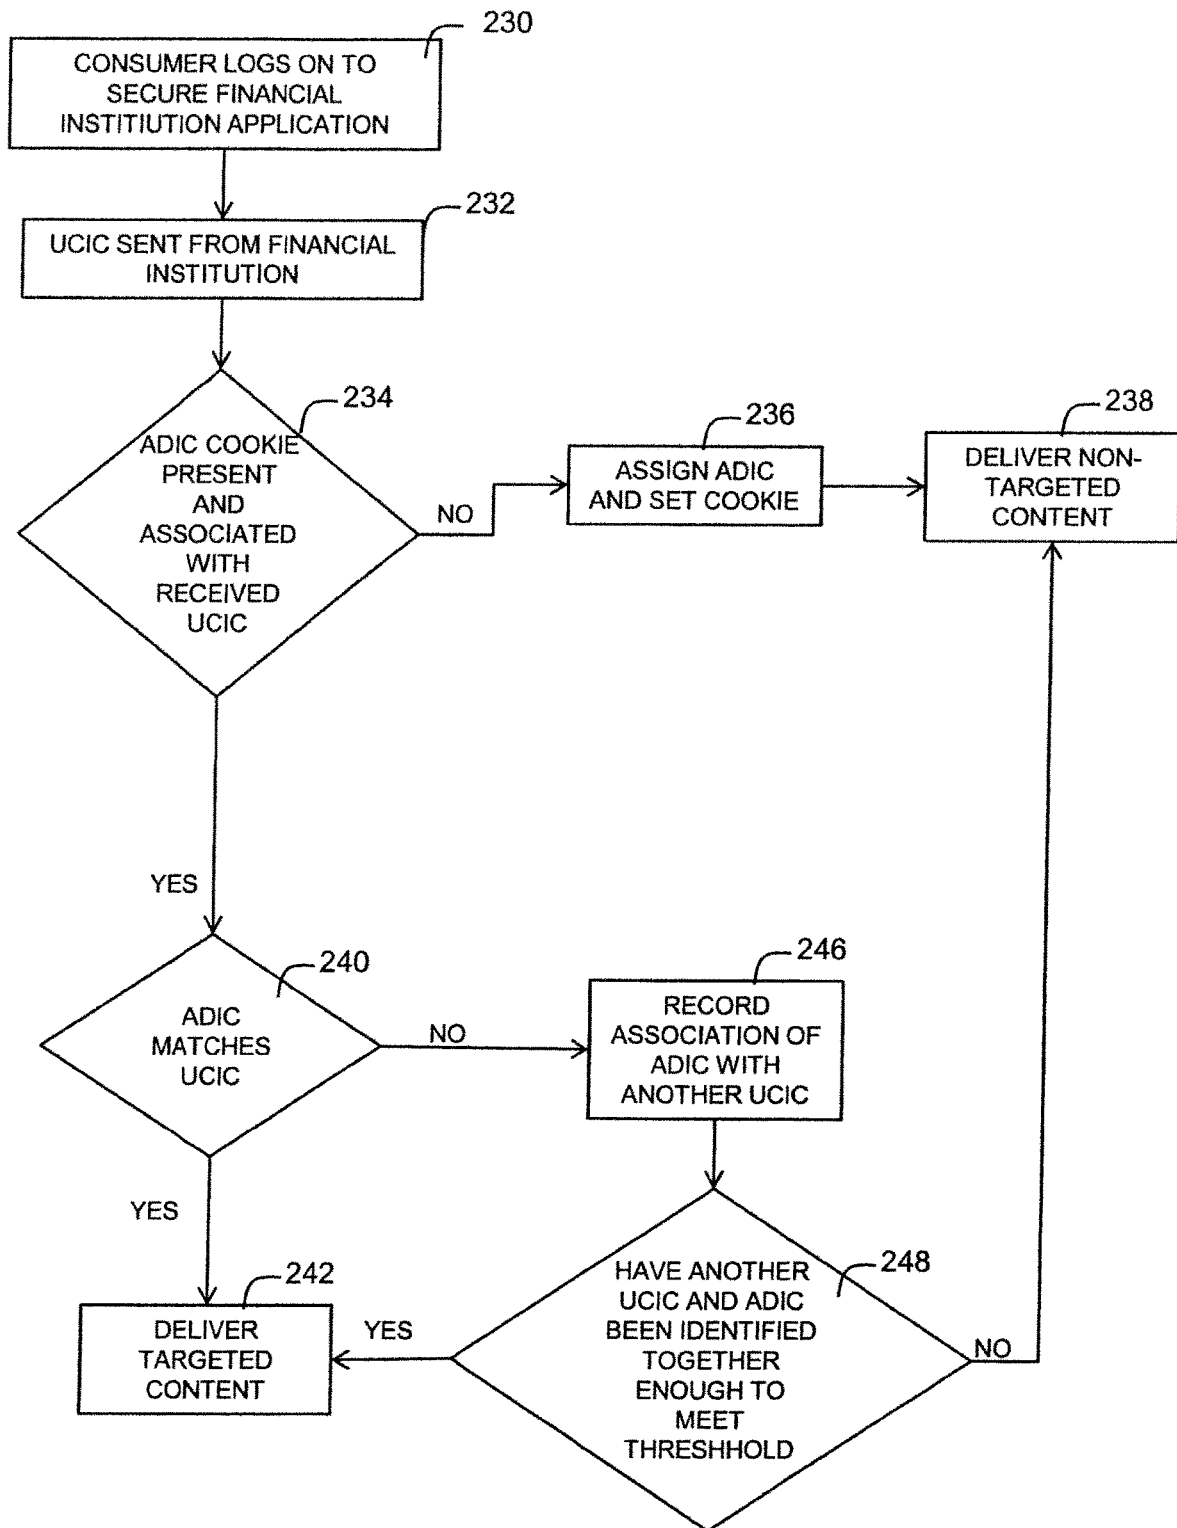 230
CONSUMER LOGS ON TO
SECURE FINANCIAL
INSTITIUTION APPLICATION
232
UCIC SENT FROM FINANCIAL
INSTITUTION
234
ADIC COOKIE
PRESENT
AND
ASSOCIATED
WITH
RECEIVED
UCIC
NO
236
ASSIGN ADIC
AND SET COOKIE
238
DELIVER NON-
TARGETED
CONTENT
YES
240
ADIC
MATCHES
UCIC
NO
246
RECORD
ASSOCIATION OF
ADIC WITH
ANOTHER UCIC
YES
242
DELIVER
TARGETED
CONTENT
YES
248
HAVE ANOTHER
UCIC AND ADIC
BEEN IDENTIFIED
TOGETHER
ENOUGH TO
MEET
THRESHHOLD
NO